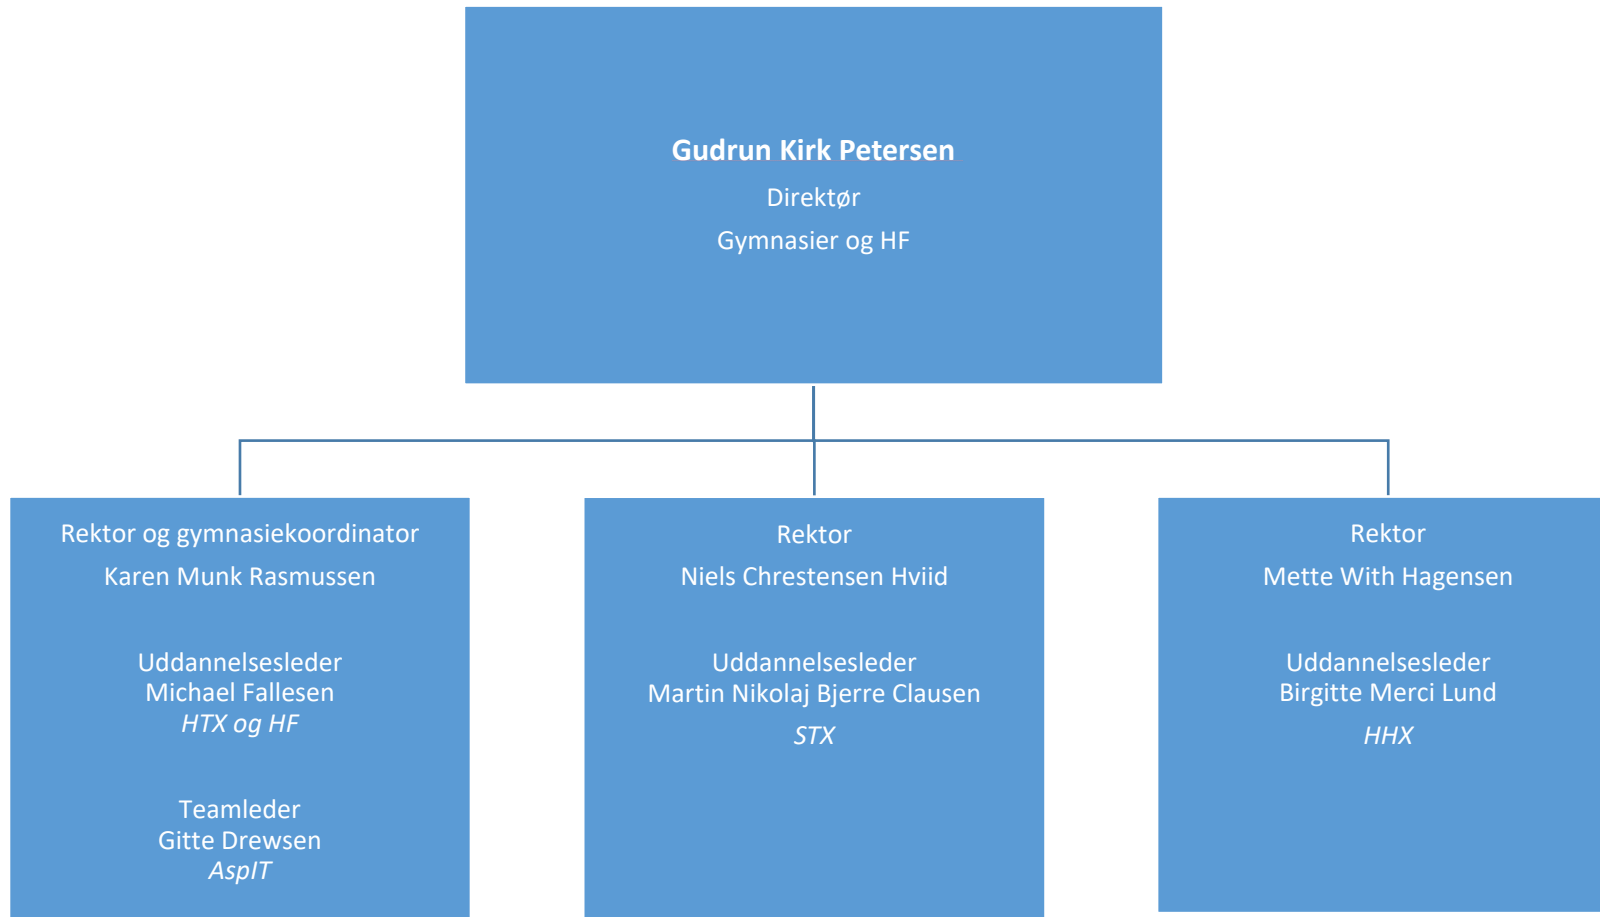 Gudrun Kirk Petersen
Direktør
Gymnasier og HF
Rektor og gymnasiekoordinator
Karen Munk Rasmussen
Uddannelsesleder
Michael Fallesen
HTX og HF
Teamleder
Gitte Drewsen
AspIT
Rektor
Niels Chrestensen Hviid
Uddannelsesleder
Martin Nikolaj Bjerre Clausen
STX
Rektor
Mette With Hagensen
Uddannelsesleder
Birgitte Merci Lund
HHX